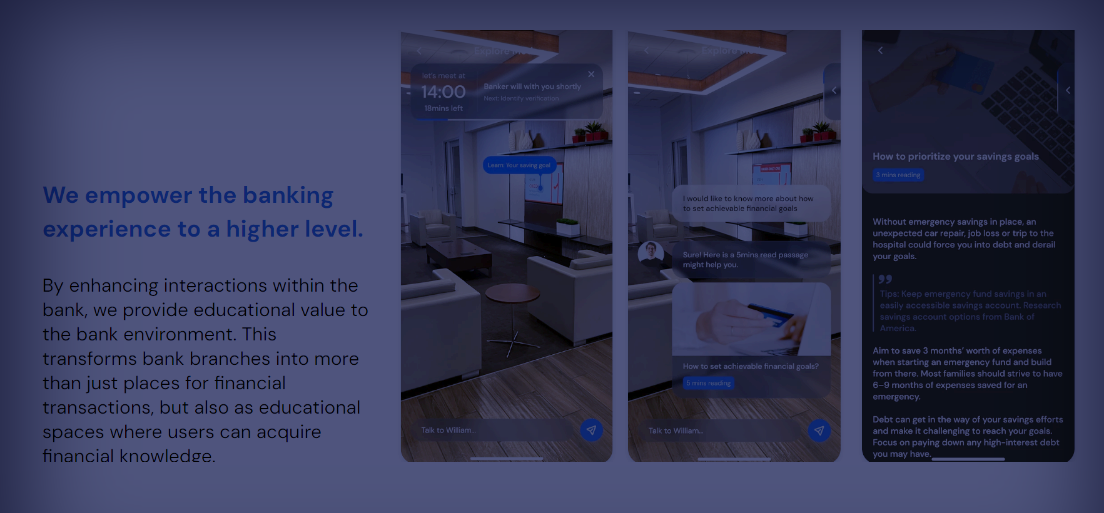 We empower the banking
experience to a higher level.
By enhancing interactions within the
bank, we provide educational value to
the bank environment. This
transforms bank branches into more
than just places for financial
transactions, but also as educational
spaces where users can acquire
financial knowledge.
let's meet at
14:00
18mins left
Banker will with you shortly
Next: Identify verification
Learn: Your saving goal
Talk to William...
I would like to know more about how
to set achievable financial goals
Sure! Here is a 5mins read passage
might help you.
How to set achievable financial goals?
5 mins reading
Talk to William...
How to prioritize your savings goals
3 mins reading
Without emergency savings in place, an
unexpected car repair, job loss or trip to the
hospital could force you into debt and derail
your goals.
Tips: Keep emergency fund savings in an
easily accessible savings account. Research
savings account options from Bank of
America.
Aim to save 3 months' worth of expenses
when starting an emergency fund and build
from there. Most families should strive to have
6–9 months of expenses saved for an
emergency.
Debt can get in the way of your savings efforts
and make it challenging to reach your goals.
Focus on paying down any high-interest debt
you may have.